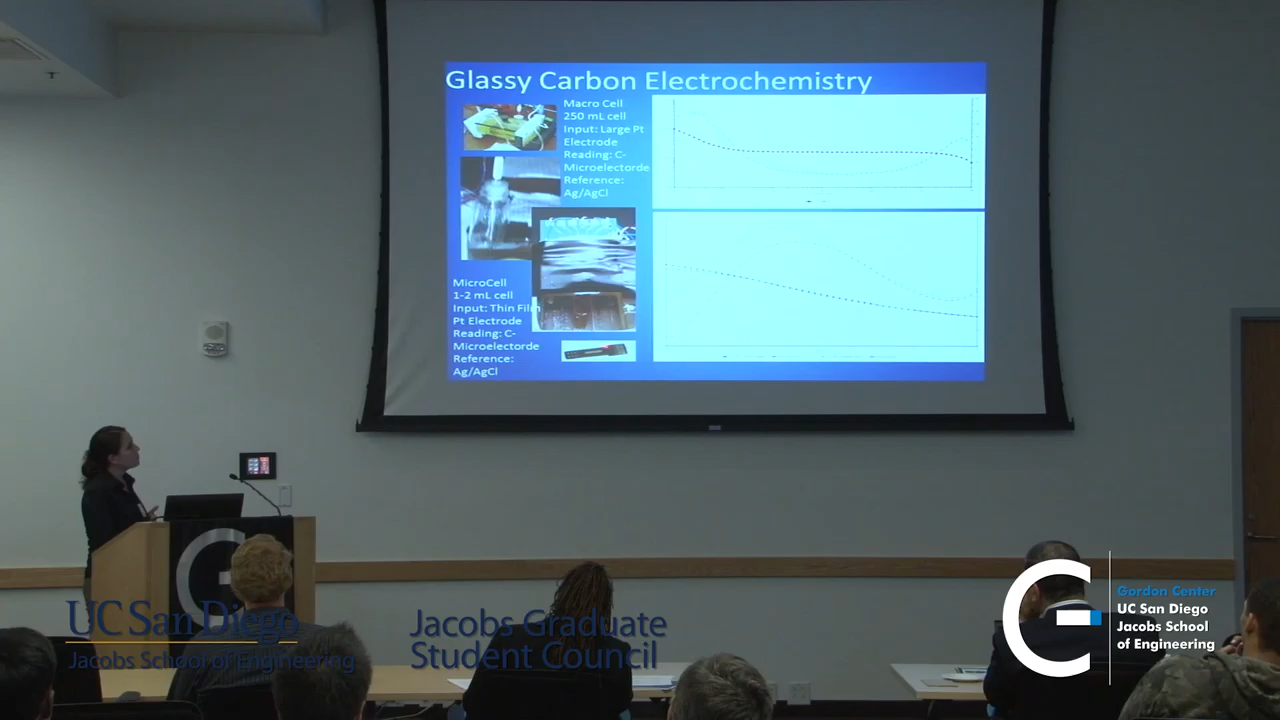 Glassy Carbon Electrochemistry
Macro Cell
250 mL cell
Input: Large Pt
Electrode
Reading: C-
Microelectorde
Reference:
Ag/AgCl
MicroCell
1-2 mL cell
Input: Thin Film
Pt Electrode
Reading: C-
Microelectorde
Reference:
Ag/AgCl
UC San Diego
Jacobs School of Engineering
Jacobs Graduate
Student Council
Gordon Center
UC San Diego
Jacobs School
of Engineering